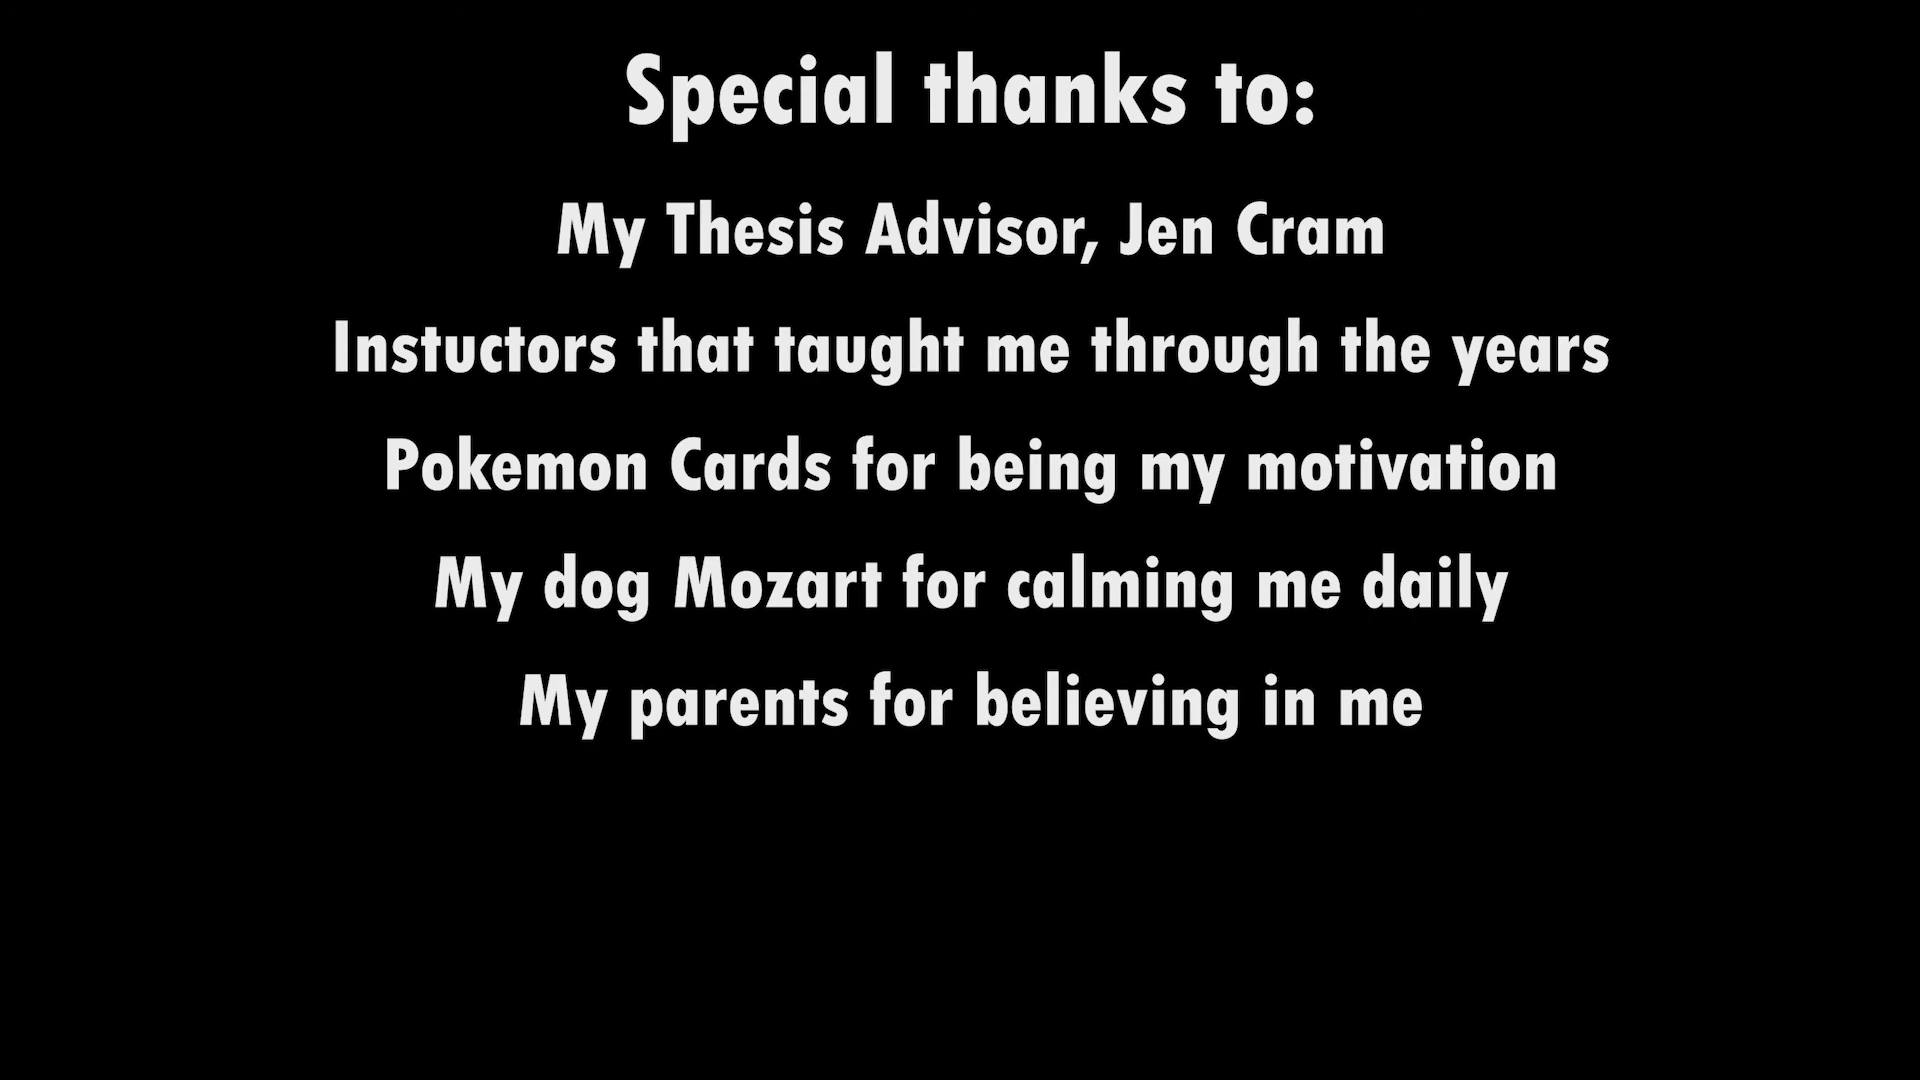 Special thanks to:
My Thesis Advisor, Jen Cram
Instuctors that taught me through the years
Pokemon Cards for being my motivation
My dog Mozart for calming me daily
My parents for believing in me